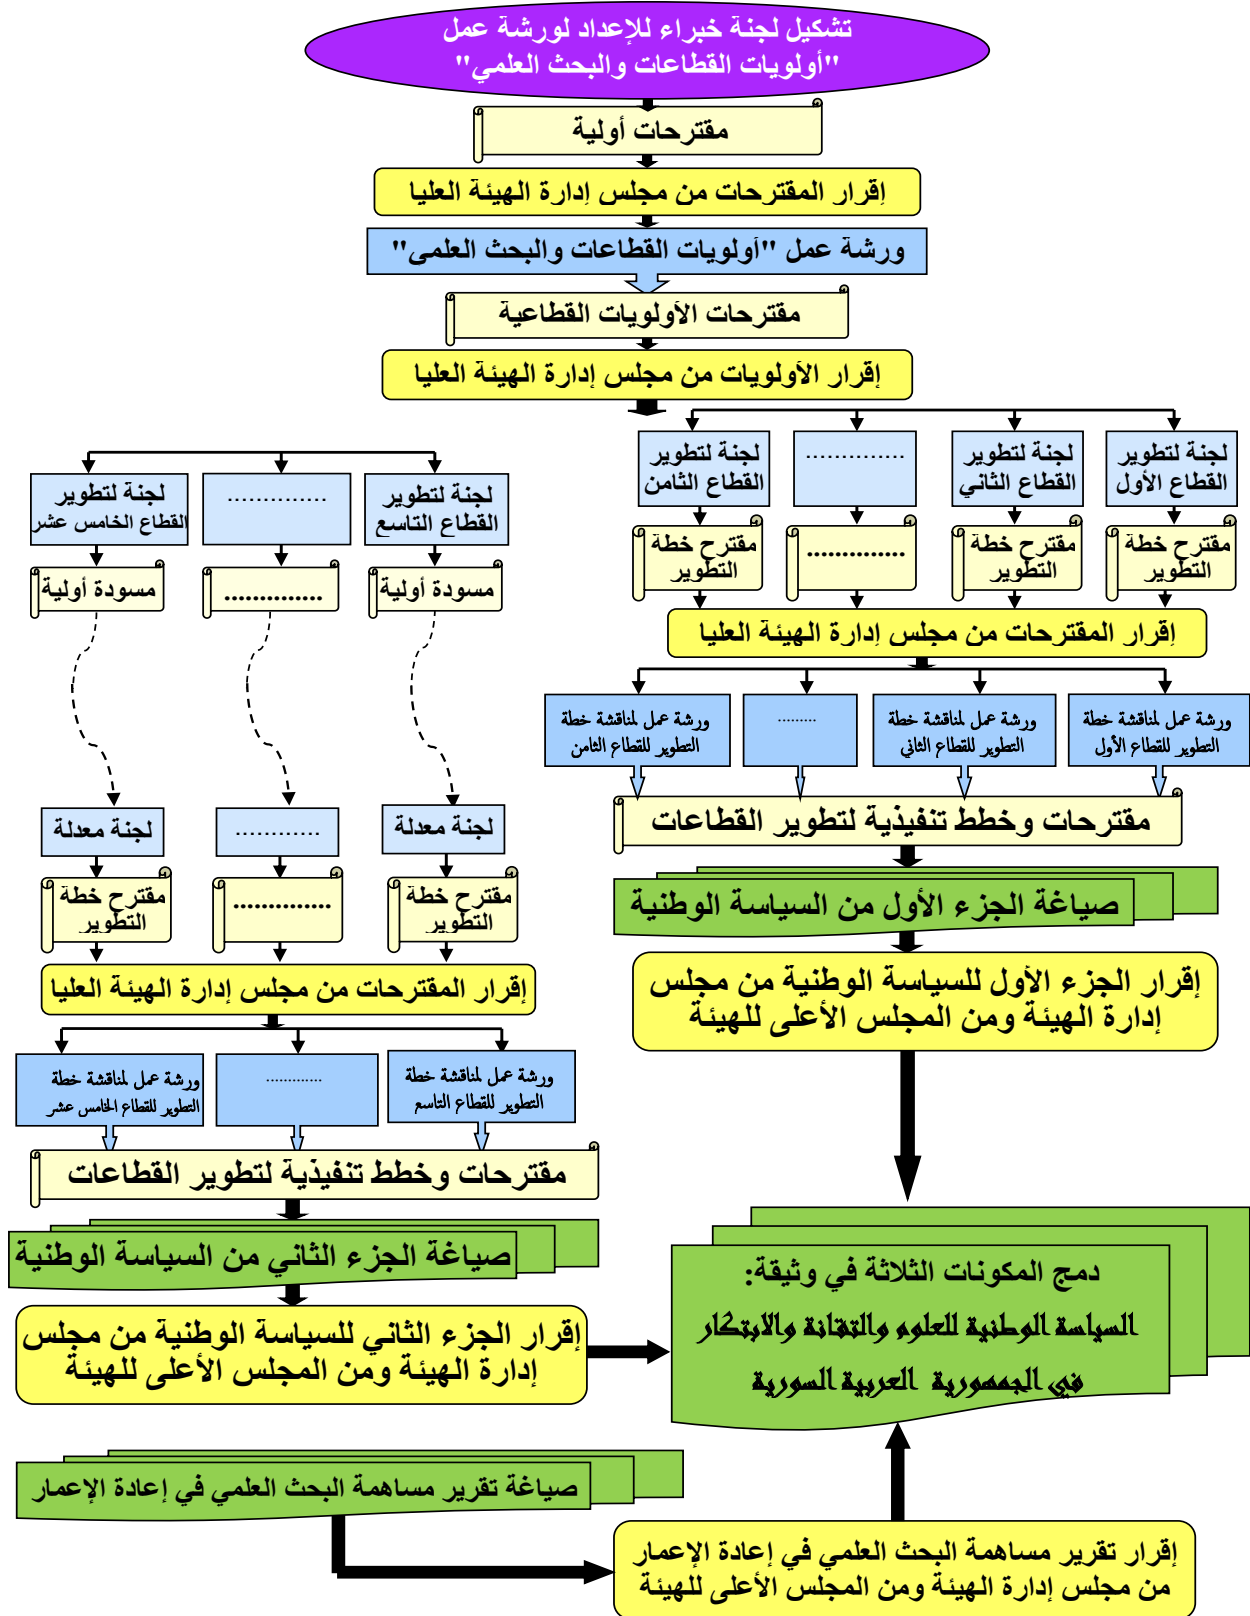 تشكيل لجنة خبراء للإعداد لورشة عمل
"أولويات القطاعات والبحث العلمي"
مقترحات أولية
إقرار المقترحات من مجلس إدارة الهيئة العليا
ورشة عمل "أولويات القطاعات والبحث العلمي"
مقترحات الأولويات القطاعية
إقرار الأولويات من مجلس إدارة الهيئة العليا
لجنة لتطوير
القطاع الأول
لجنة لتطوير
القطاع الثاني
..............
لجنة لتطوير
القطاع الثامن
مقترح خطة
التطوير
مقترح خطة
التطوير
..............
مقترح خطة
التطوير
إقرار المقترحات من مجلس إدارة الهيئة العليا
ورشة عمل لمناقشة خطة
التطوير للقطاع الأول
ورشة عمل لمناقشة خطة
التطوير للقطاع الثاني
.........
ورشة عمل لمناقشة خطة
التطوير للقطاع الثامن
مقترحات وخطط تنفيذية لتطوير القطاعات
صياغة الجزء الأول من السياسة الوطنية
إقرار الجزء الأول للسياسة الوطنية من مجلس
إدارة الهيئة ومن المجلس الأعلى للهيئة
لجنة لتطوير
القطاع التاسع
..............
لجنة لتطوير
القطاع الخامس عشر
مسودة أولية
..............
مسودة أولية
لجنة معدلة
............
لجنة معدلة
مقترح خطة
التطوير
..............
مقترح خطة
التطوير
إقرار المقترحات من مجلس إدارة الهيئة العليا
ورشة عمل لمناقشة خطة
التطوير للقطاع التاسع
.............
ورشة عمل لمناقشة خطة
التطوير للقطاع الخامس عشر
مقترحات وخطط تنفيذية لتطوير القطاعات
صياغة الجزء الثاني من السياسة الوطنية
إقرار الجزء الثاني للسياسة الوطنية من مجلس
إدارة الهيئة ومن المجلس الأعلى للهيئة
دمج المكونات الثلاثة في وثيقة:
السياسة الوطنية للعلوم والتقانة والابتكار
في الجمهورية العربية السورية
صياغة تقرير مساهمة البحث العلمي في إعادة الإعمار
إقرار تقرير مساهمة البحث العلمي في إعادة الإعمار
من مجلس إدارة الهيئة ومن المجلس الأعلى للهيئة